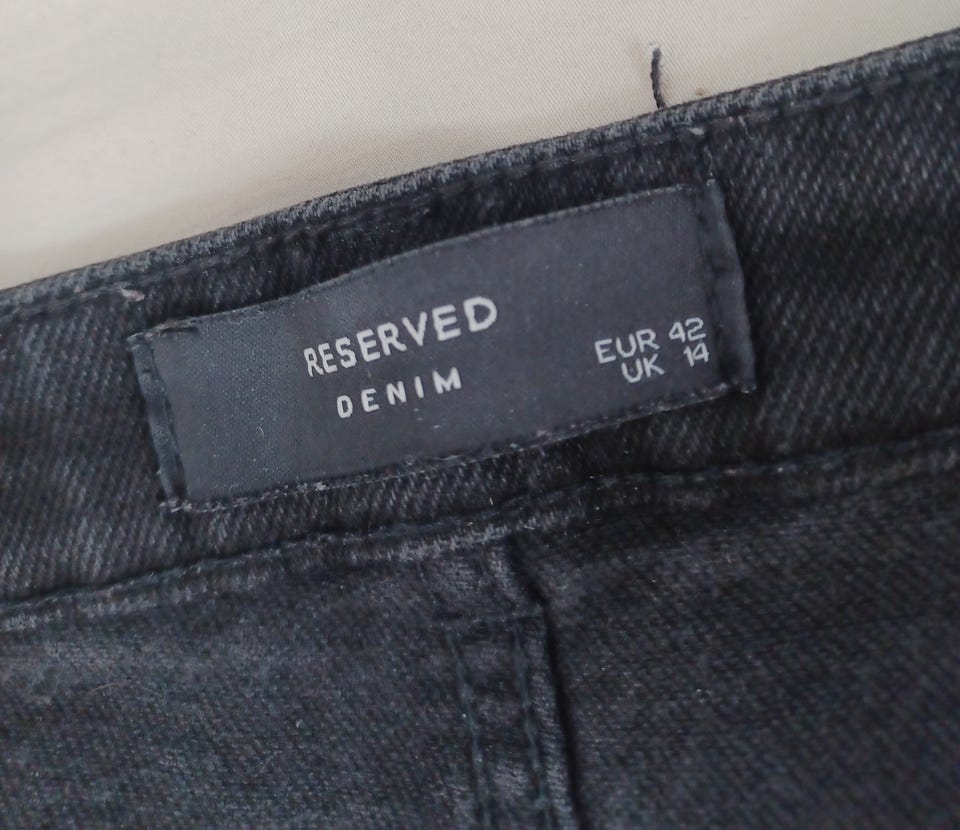 RESERVED
DENIM
EUR 42
UK 14